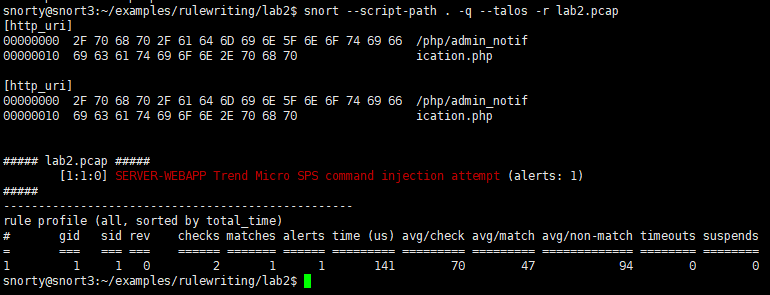 snorty@snort3:~/examples/rulewriting/lab2$ snort --script-path . -q --talos -r lab2.pcap
[http_uri]
00000000  2F 70 68 70 2F 61 64 6D 69 6E 5F 6E 6F 74 69 66  /php/admin_notif
00000010  69 63 61 74 69 6F 6E 2E 70 68 70                 ication.php
[http_uri]
00000000  2F 70 68 70 2F 61 64 6D 69 6E 5F 6E 6F 74 69 66  /php/admin_notif
00000010  69 63 61 74 69 6F 6E 2E 70 68 70                 ication.php
##### lab2.pcap #####
[1:1:0] SERVER-WEBAPP Trend Micro SPS command injection attempt (alerts: 1)
#####
--------------------------------------------------
rule profile (all, sorted by total_time)
#       gid   sid rev    checks matches alerts time (us) avg/check avg/match avg/non-match timeouts suspends
=       ===   === ===    ====== ======= ====== ========= ========= ========= ============= ======== ========
1         1     1 0           2       1      1       141        70        47            94        0        0
snorty@snort3:~/examples/rulewriting/lab2$